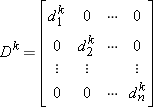 D^k = [ d_1^k 0 ⋯ 0
0 d_2^k ⋯ 0
⋮ ⋮ ⋮
0 0 ⋯ d_n^k ]